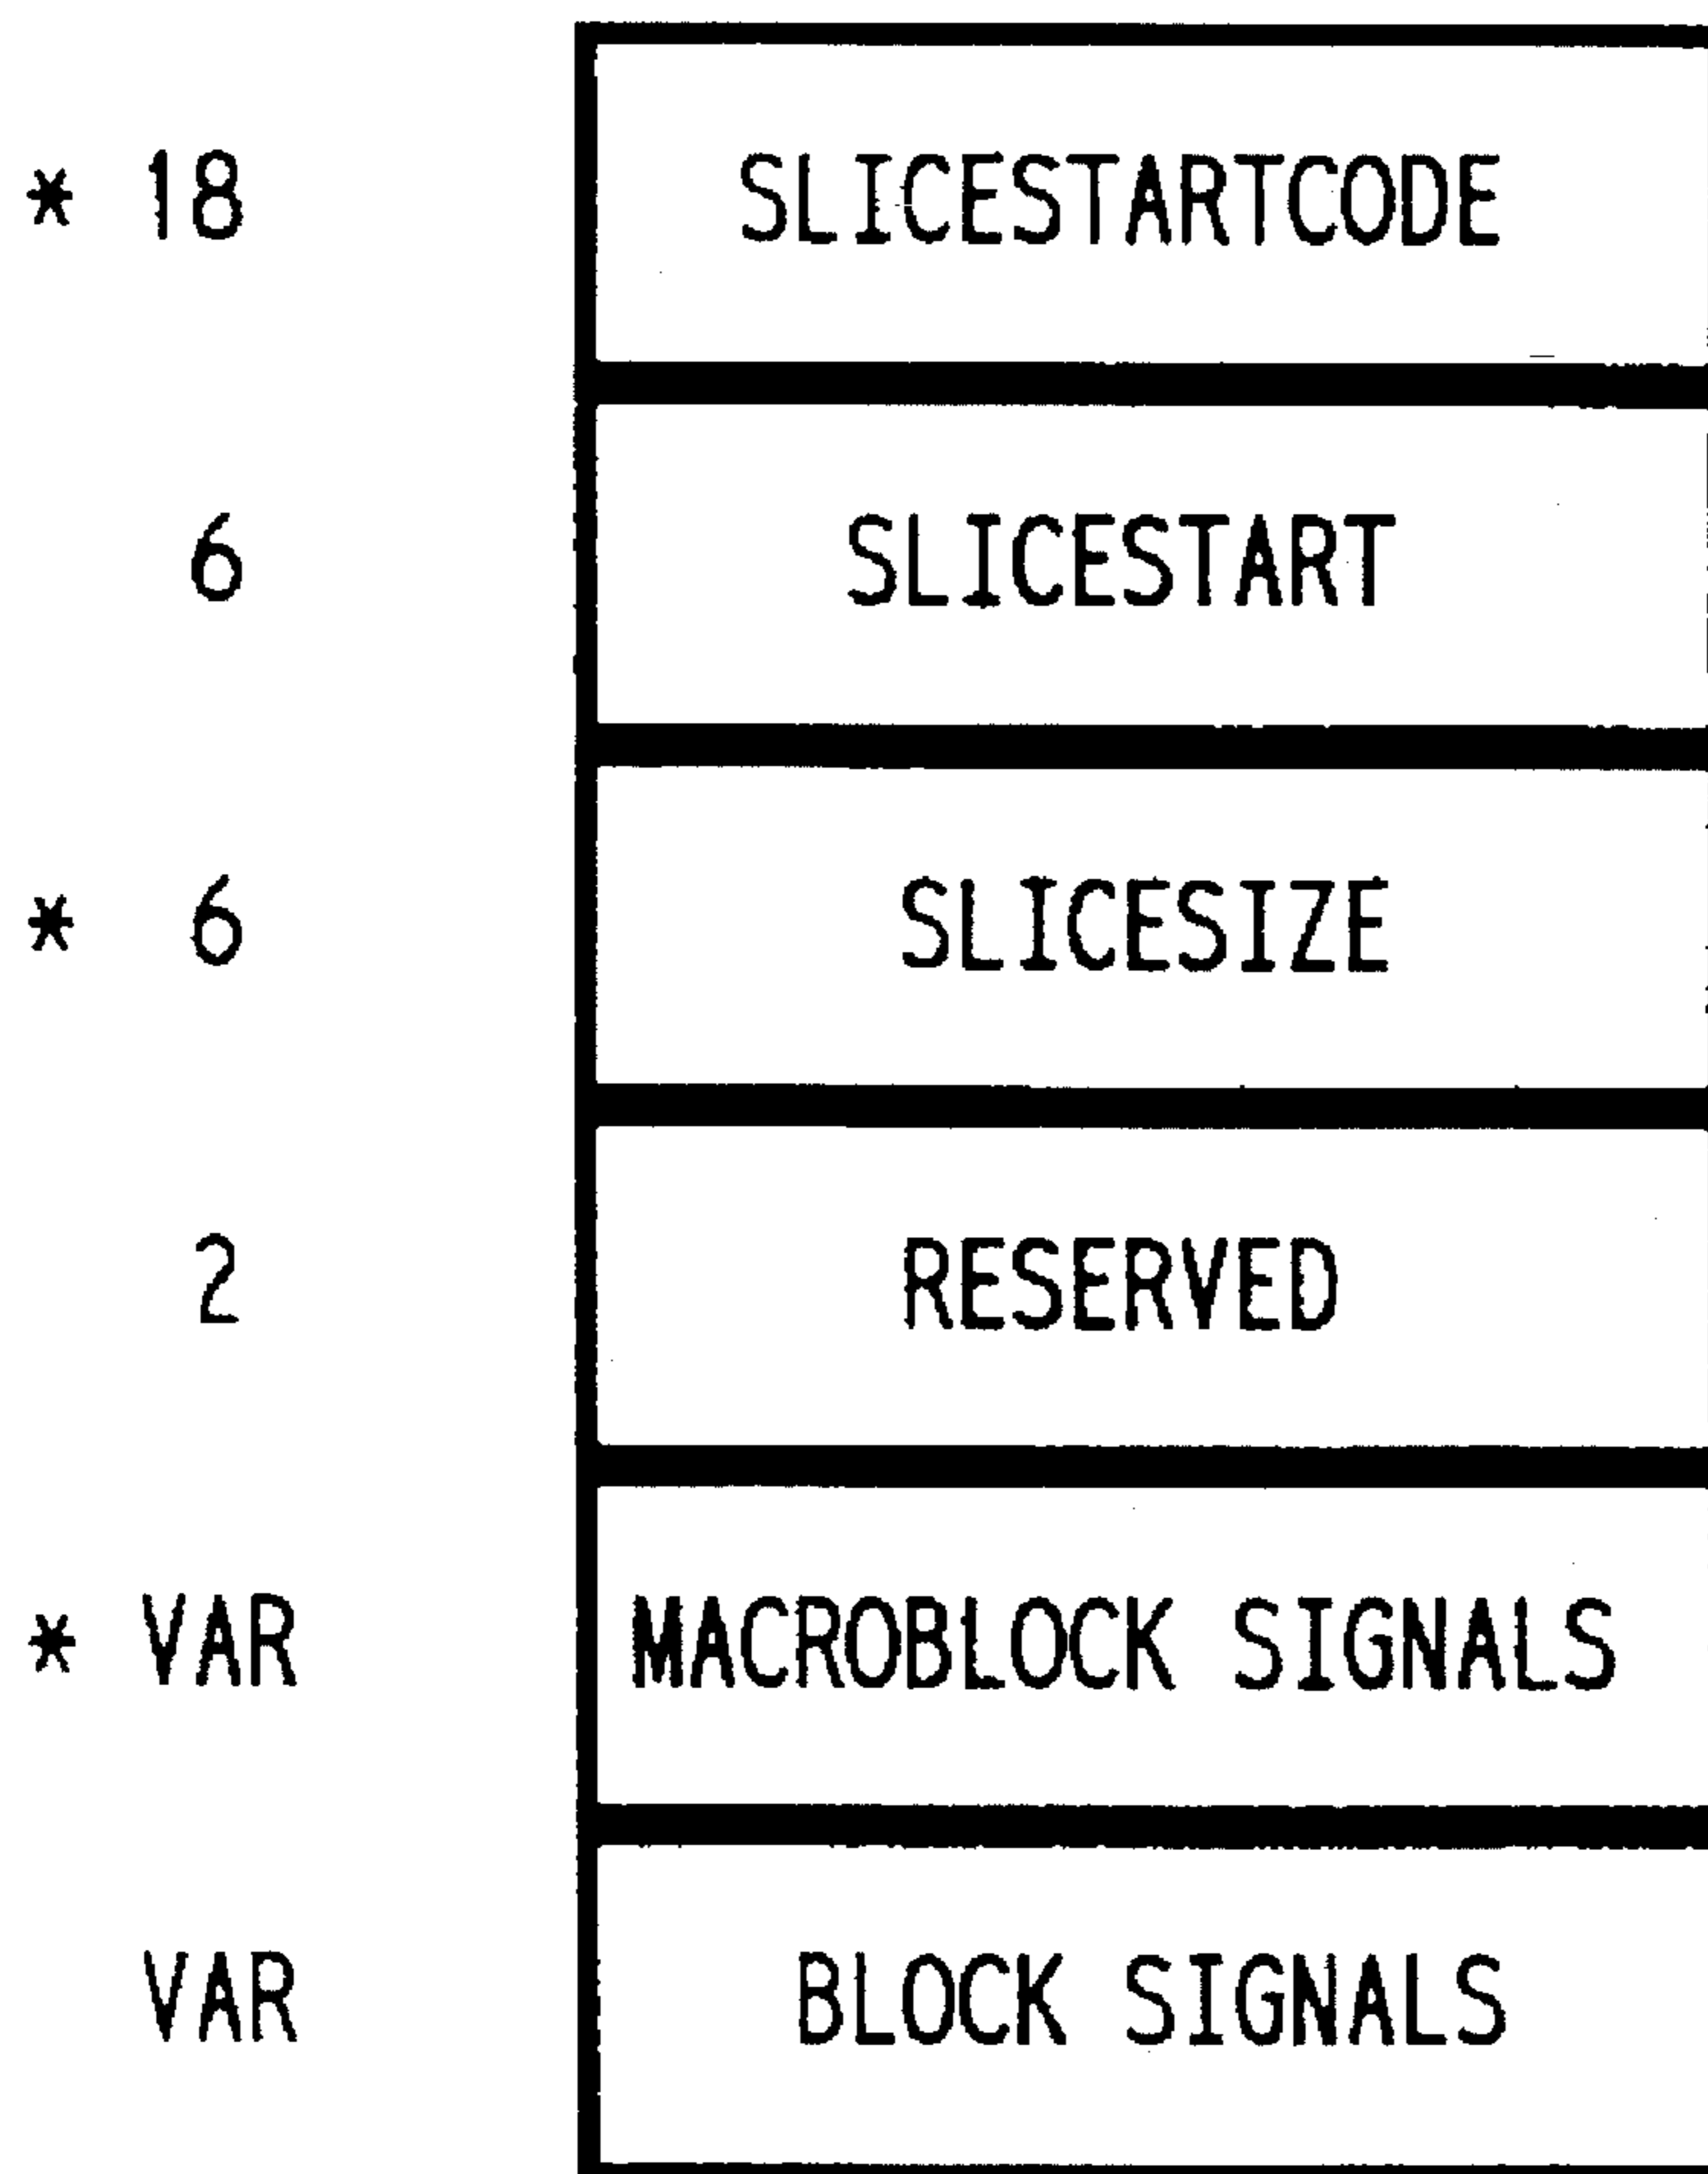 * 18 SLICESTARTCODE
6 SLICESTART
* 6 SLICESIZE
2 RESERVED
* VAR MACROBLOCK SIGNALS
VAR BLOCK SIGNALS